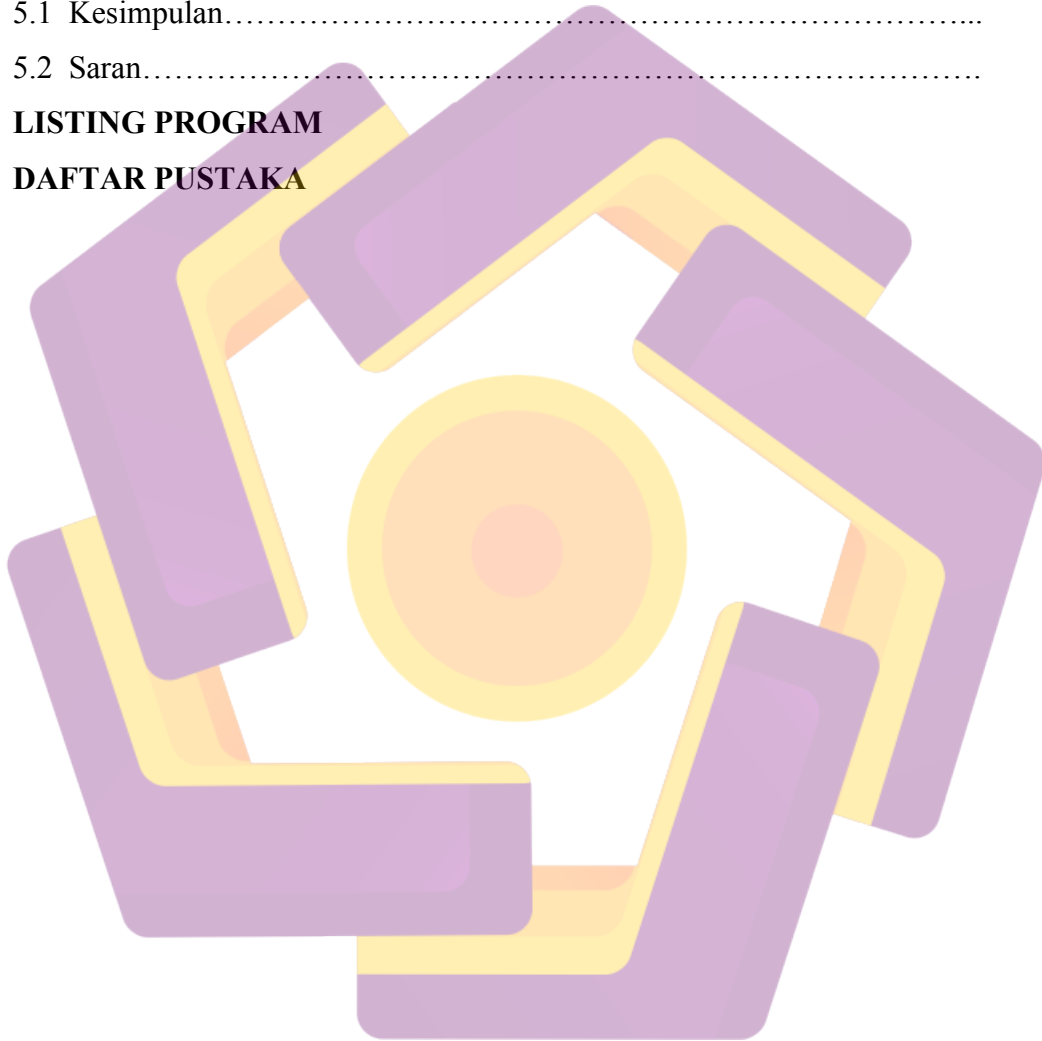 5.1 Kesimpulan…………………………………………………………………...
5.2 Saran…………………………………………………………………………….
LISTING PROGRAM
DAFTAR PUSTAKA